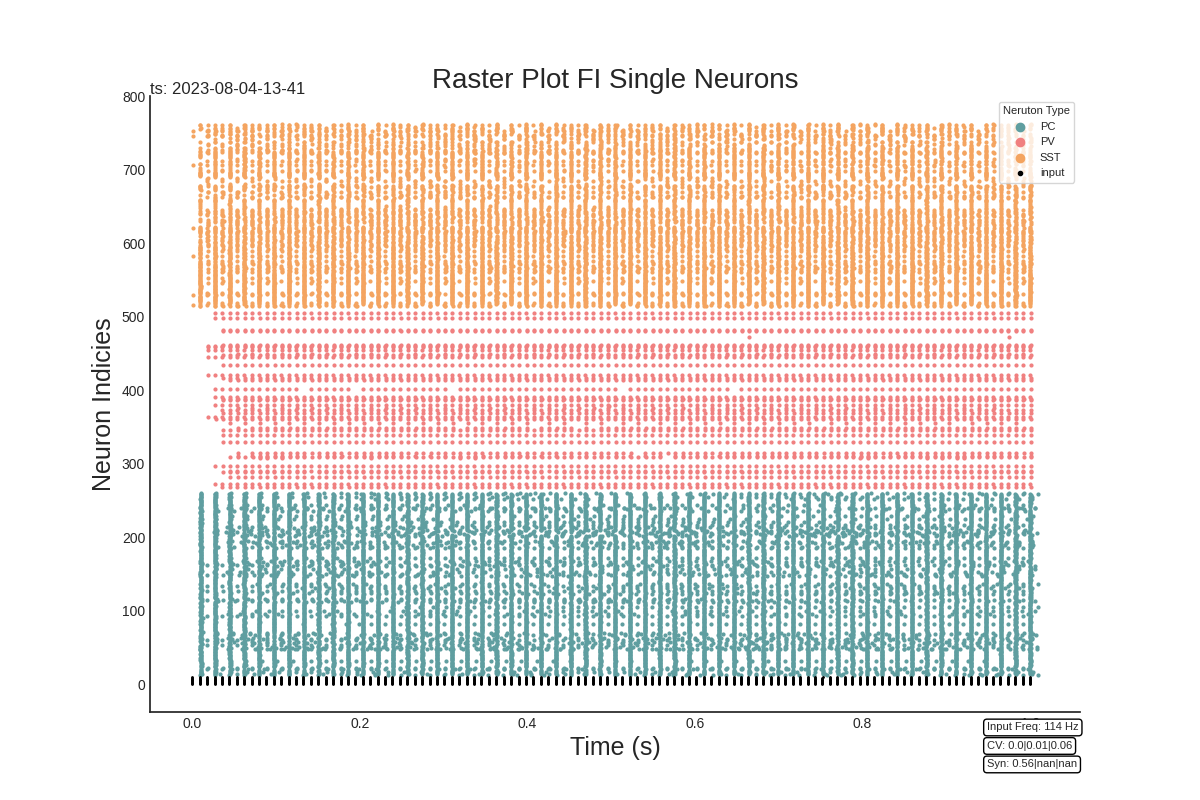 Raster Plot FI Single Neurons
ts: 2023-08-04-13-41
800
700
600
500
400
300
200
100
0
Neuron Indicies
Neruton Type
PC
PV
SST
input
0.0 0.2 0.4 0.6 0.8
Time (s)
Input Freq: 114 Hz
CV: 0.0|0.01|0.06
Syn: 0.56|nan|nan